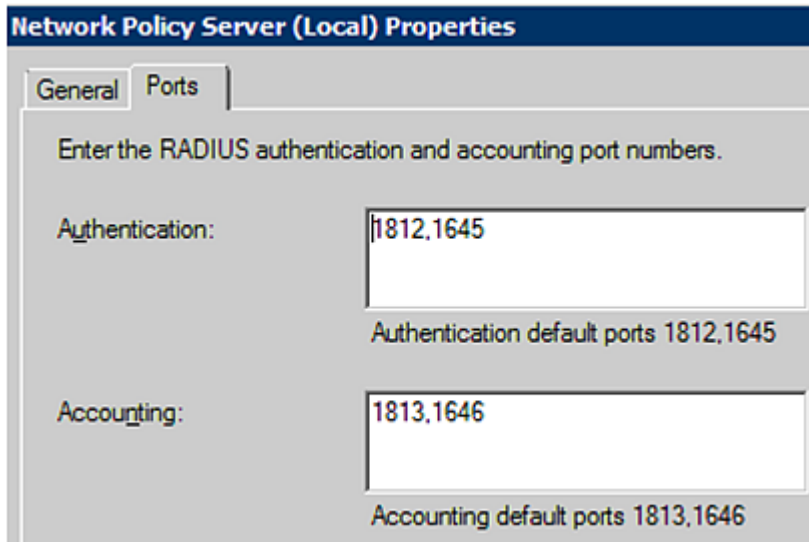 Network Policy Server (Local) Properties
General Ports
Enter the RADIUS authentication and accounting port numbers.
Authentication: 1812,1645
Authentication default ports 1812,1645
Accounting: 1813,1646
Accounting default ports 1813,1646